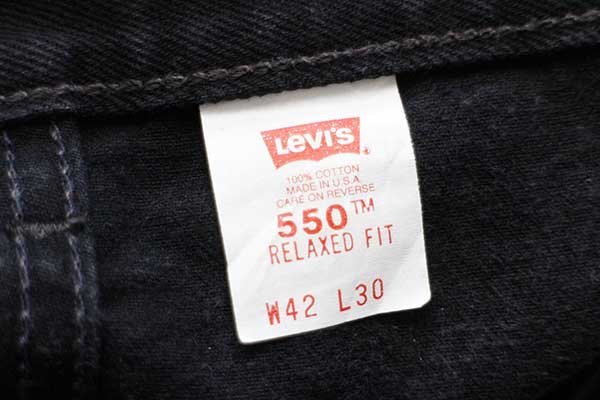 LEVI'S ®
100% COTTON
MADE IN U.S.A.
CARE ON REVERSE
550™
RELAXED FIT
W42 L30